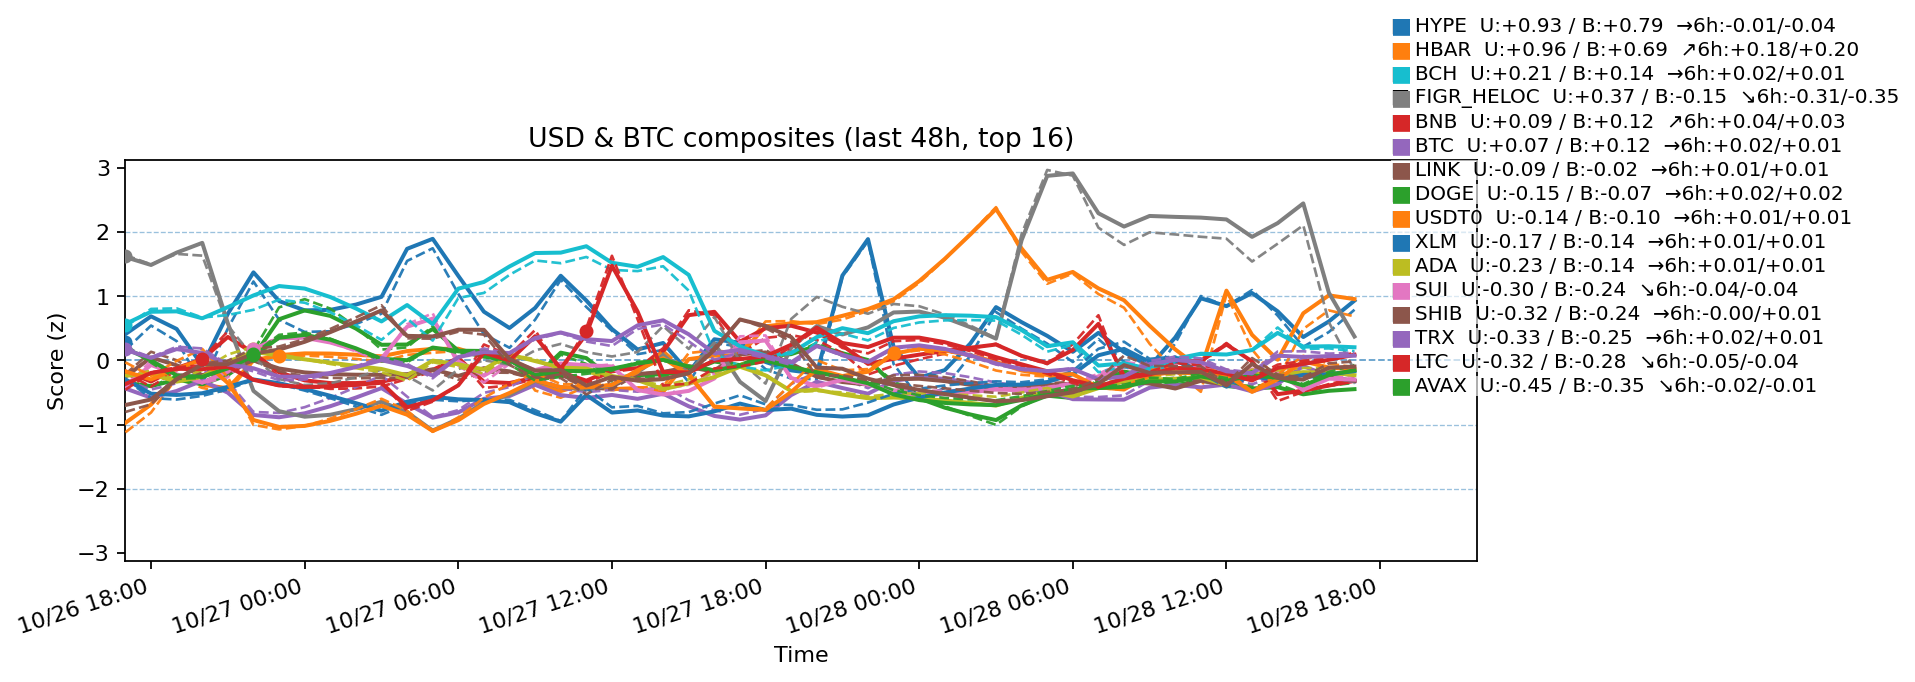 HYPE  U:+0.93 / B:+0.79  →6h:-0.01/-0.04
HBAR  U:+0.96 / B:+0.69  ↗6h:+0.18/+0.20
BCH  U:+0.21 / B:+0.14  →6h:+0.02/+0.01
FIGR_HELOC  U:+0.37 / B:-0.15  ↘6h:-0.31/-0.35
BNB  U:+0.09 / B:+0.12  ↗6h:+0.04/+0.03
BTC  U:+0.07 / B:+0.12  →6h:+0.02/+0.01
LINK  U:-0.09 / B:-0.02  →6h:+0.01/+0.01
DOGE  U:-0.15 / B:-0.07  →6h:+0.02/+0.02
USDT0  U:-0.14 / B:-0.10  →6h:+0.01/+0.01
XLM  U:-0.17 / B:-0.14  →6h:+0.01/+0.01
ADA  U:-0.23 / B:-0.14  →6h:+0.01/+0.01
SUI  U:-0.30 / B:-0.24  ↘6h:-0.04/-0.04
SHIB  U:-0.32 / B:-0.24  →6h:-0.00/+0.01
TRX  U:-0.33 / B:-0.25  →6h:+0.02/+0.01
LTC  U:-0.32 / B:-0.28  ↘6h:-0.05/-0.04
AVAX  U:-0.45 / B:-0.35  ↘6h:-0.02/-0.01
USD & BTC composites (last 48h, top 16)
Score (z)
3
2
1
0
−1
−2
−3
10/26 18:00
10/27 00:00
10/27 06:00
10/27 12:00
10/27 18:00
10/28 00:00
10/28 06:00
10/28 12:00
10/28 18:00
Time